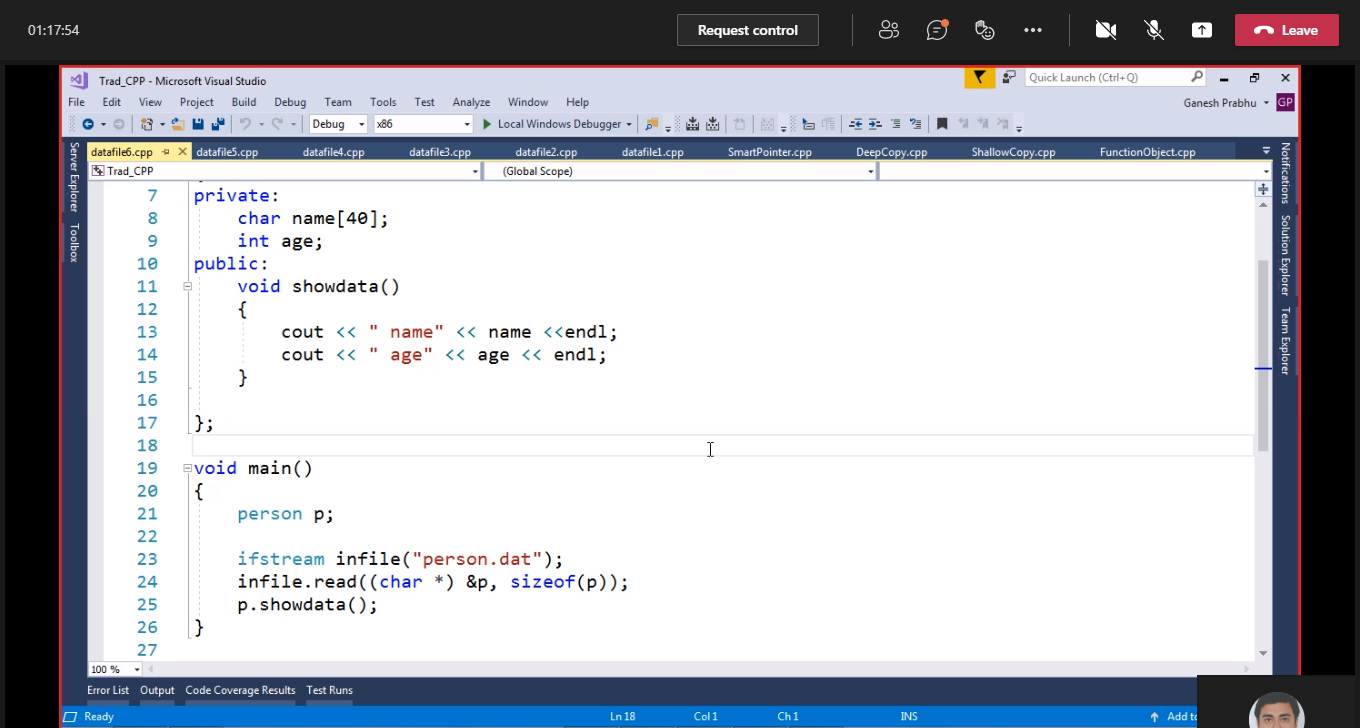 01:17:54
Request control
Leave
Trad_CPP - Microsoft Visual Studio
Quick Launch (Ctrl+Q)
File Edit View Project Build Debug Team Tools Test Analyze Window Help
Ganesh Prabhu GP
Debug x86 Local Windows Debugger
datafile6.cpp datafile5.cpp datafile4.cpp datafile3.cpp datafile2.cpp datafile1.cpp SmartPointer.cpp DeepCopy.cpp ShallowCopy.cpp FunctionObject.cpp
Trad_CPP (Global Scope)
Server Explorer
Toolbox
Notifications
Solution Explorer
Team Explorer
7 private:
8 char name[40];
9 int age;
10 public:
11 void showdata()
12 {
13 cout << " name" << name <<endl;
14 cout << " age" << age << endl;
15 }
16
17 };
18
19 void main()
20 {
21 person p;
22
23 ifstream infile("person.dat");
24 infile.read((char *) &p, sizeof(p));
25 p.showdata();
26 }
27
100 %
Error List Output Code Coverage Results Test Runs
Ready Ln 18 Col 1 Ch 1 INS Add to